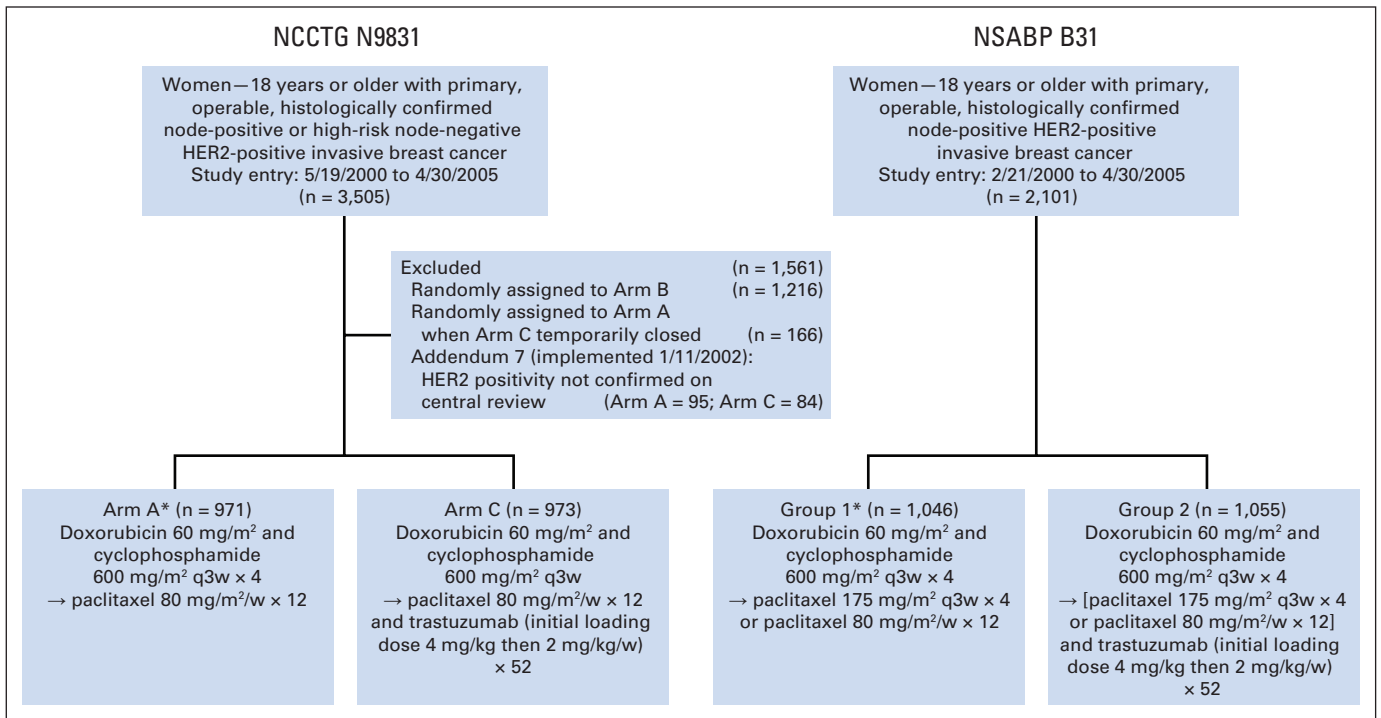 NCCTG N9831
Women—18 years or older with primary,
operable, histologically confirmed
node-positive or high-risk node-negative
HER2-positive invasive breast cancer
Study entry: 5/19/2000 to 4/30/2005
(n = 3,505)
Excluded (n = 1,561)
Randomly assigned to Arm B (n = 1,216)
Randomly assigned to Arm A
when Arm C temporarily closed (n = 166)
Addendum 7 (implemented 1/11/2002):
HER2 positivity not confirmed on
central review (Arm A = 95; Arm C = 84)
Arm A* (n = 971)
Doxorubicin 60 mg/m² and
cyclophosphamide
600 mg/m² q3w × 4
→ paclitaxel 80 mg/m²/w × 12
Arm C (n = 973)
Doxorubicin 60 mg/m² and
cyclophosphamide
600 mg/m² q3w
→ paclitaxel 80 mg/m²/w × 12
and trastuzumab (initial loading
dose 4 mg/kg then 2 mg/kg/w)
× 52
NSABP B31
Women—18 years or older with primary,
operable, histologically confirmed
node-positive HER2-positive
invasive breast cancer
Study entry: 2/21/2000 to 4/30/2005
(n = 2,101)
Group 1* (n = 1,046)
Doxorubicin 60 mg/m² and
cyclophosphamide
600 mg/m² q3w × 4
→ paclitaxel 175 mg/m² q3w × 4
or paclitaxel 80 mg/m²/w × 12
Group 2 (n = 1,055)
Doxorubicin 60 mg/m² and
cyclophosphamide
600 mg/m² q3w × 4
→ [paclitaxel 175 mg/m² q3w × 4
or paclitaxel 80 mg/m²/w × 12]
and trastuzumab (initial loading
dose 4 mg/kg then 2 mg/kg/w)
× 52